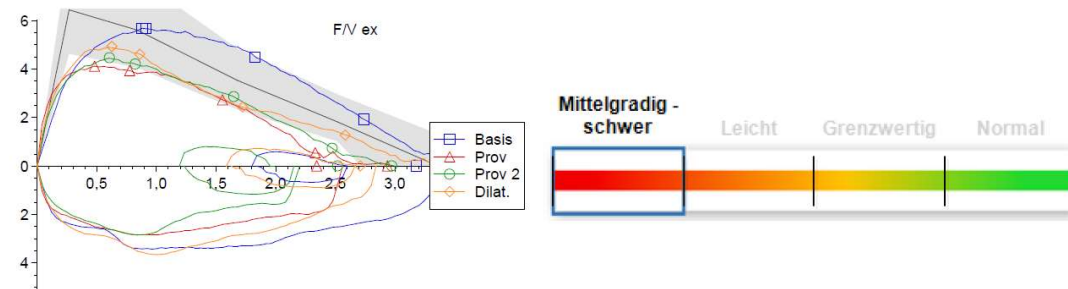 6
F/V ex
4
2
0
0,5
1.0
1.5
2.0
2.5
3.0
2
4
Basis
Prov
Prov 2
Dilat.
Mittelgradig -
schwer
Leicht
Grenzwertig
Normal